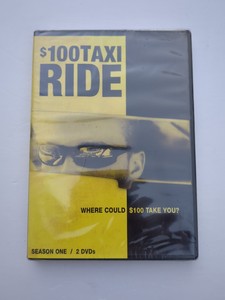 $100TAXI
RIDE
WHERE COULD $100 TAKE YOU?
SEASON ONE / 2 DVDs